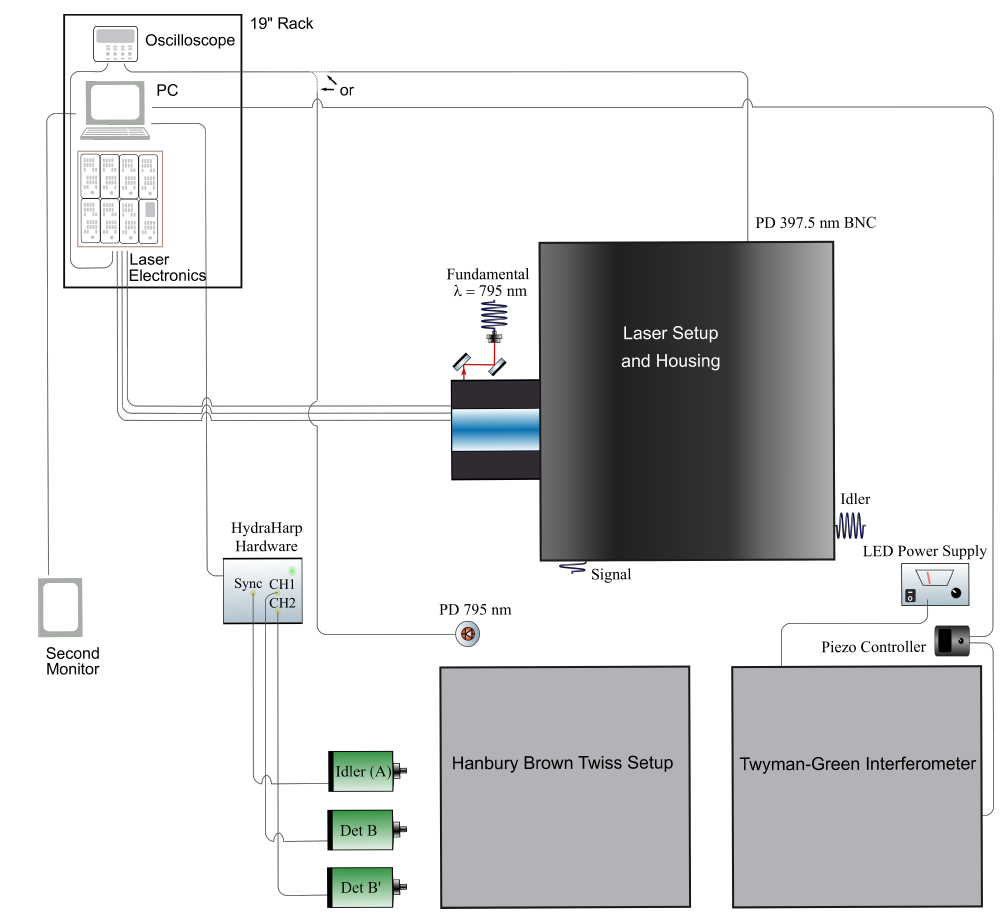 19" Rack
Oscilloscope
or
PC
Laser
Electronics
PD 397.5 nm BNC
Fundamental
λ = 795 nm
Laser Setup
and Housing
Idler
HydraHarp
Hardware
LED Power Supply
Signal
Sync CH1
CH2
PD 795 nm
Second
Monitor
Piezo Controller
Hanbury Brown Twiss Setup
Twyman-Green Interferometer
Idler (A)
Det B
Det B'